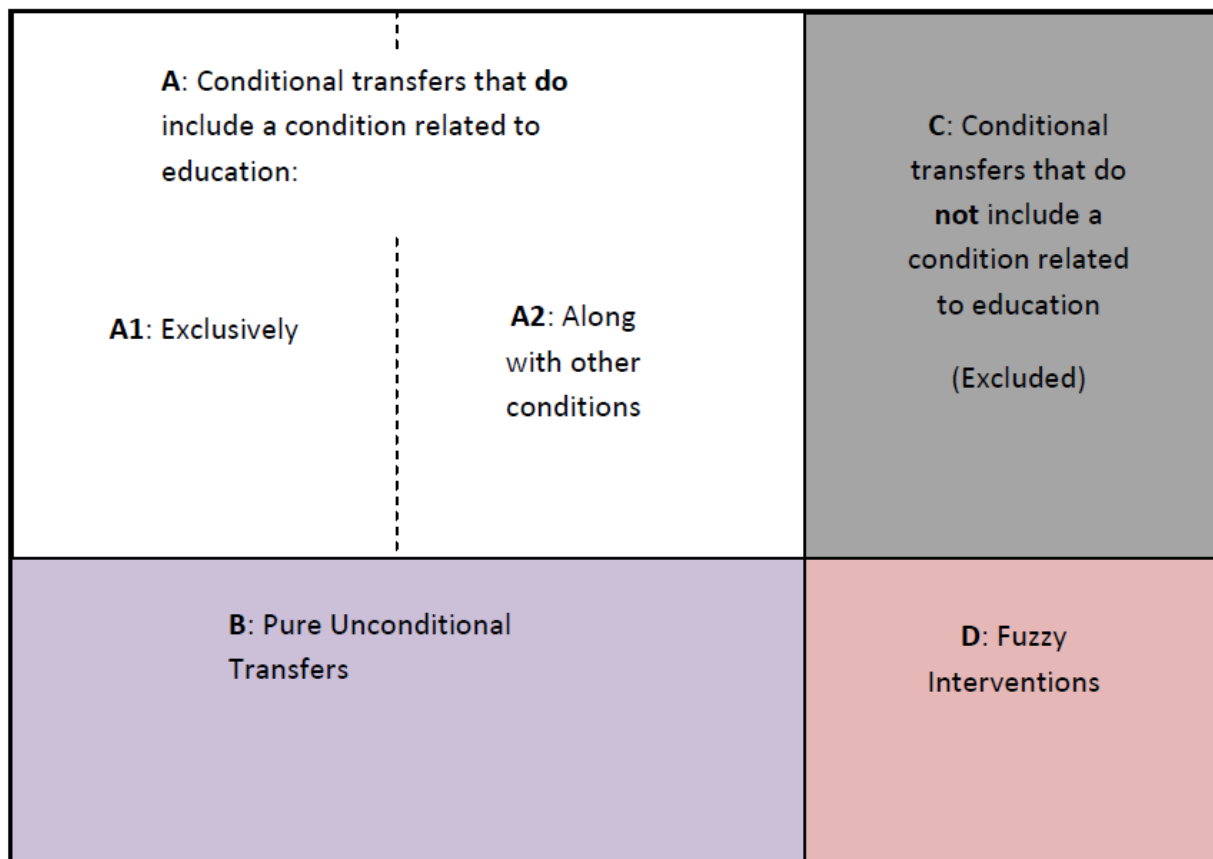 A: Conditional transfers that do
include a condition related to
education:
A1: Exclusively
A2: Along
with other
conditions
C: Conditional
transfers that do
not include a
condition related
to education
(Excluded)
B: Pure Unconditional
Transfers
D: Fuzzy
Interventions